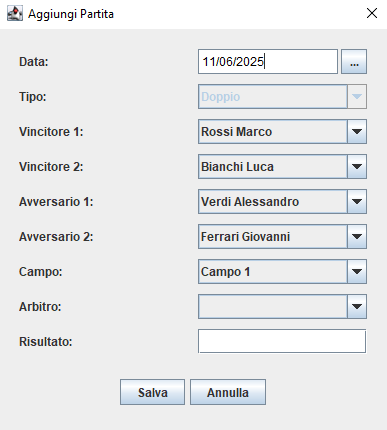 Aggiungi Partita
Data: 11/06/2025 ...
Tipo: Doppio
Vincitore 1: Rossi Marco
Vincitore 2: Bianchi Luca
Avversario 1: Verdi Alessandro
Avversario 2: Ferrari Giovanni
Campo: Campo 1
Arbitro:
Risultato:
Salva Annulla